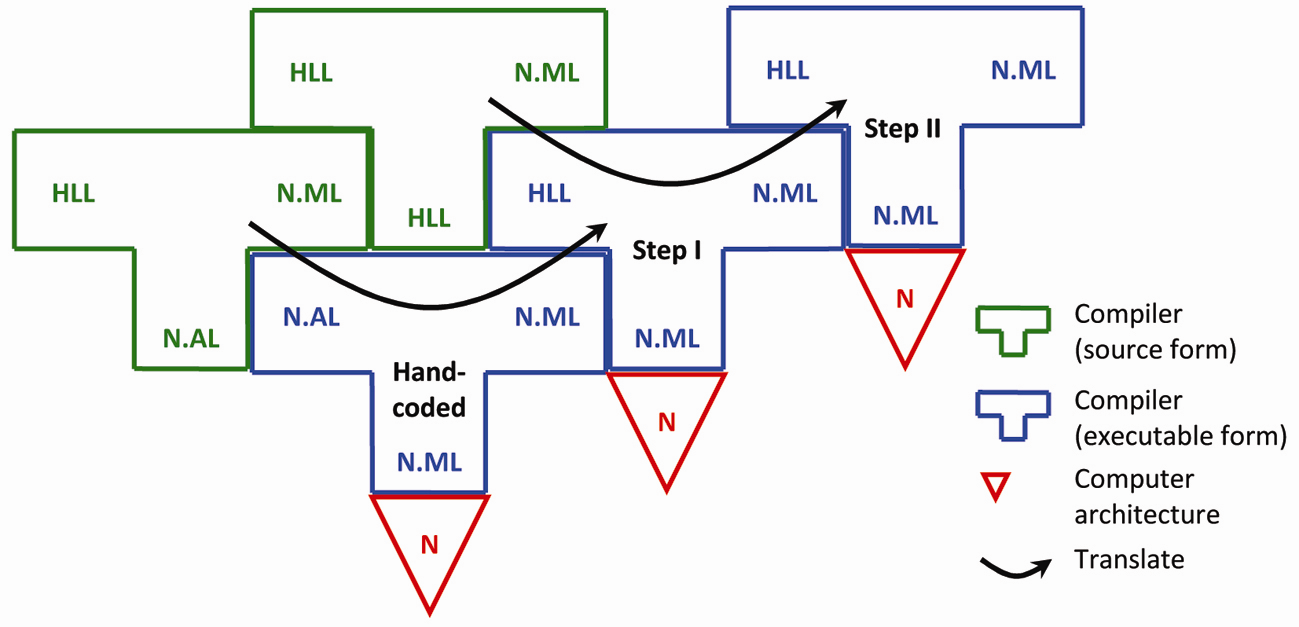 HLL N.ML
HLL N.ML
Step II
HLL N.ML
HLL
HLL N.ML
N.ML
Step I
N.AL N.ML
N.AL
N.ML
Hand-
coded
N.ML
N
N
N
Compiler
(source form)
Compiler
(executable form)
Computer
architecture
Translate